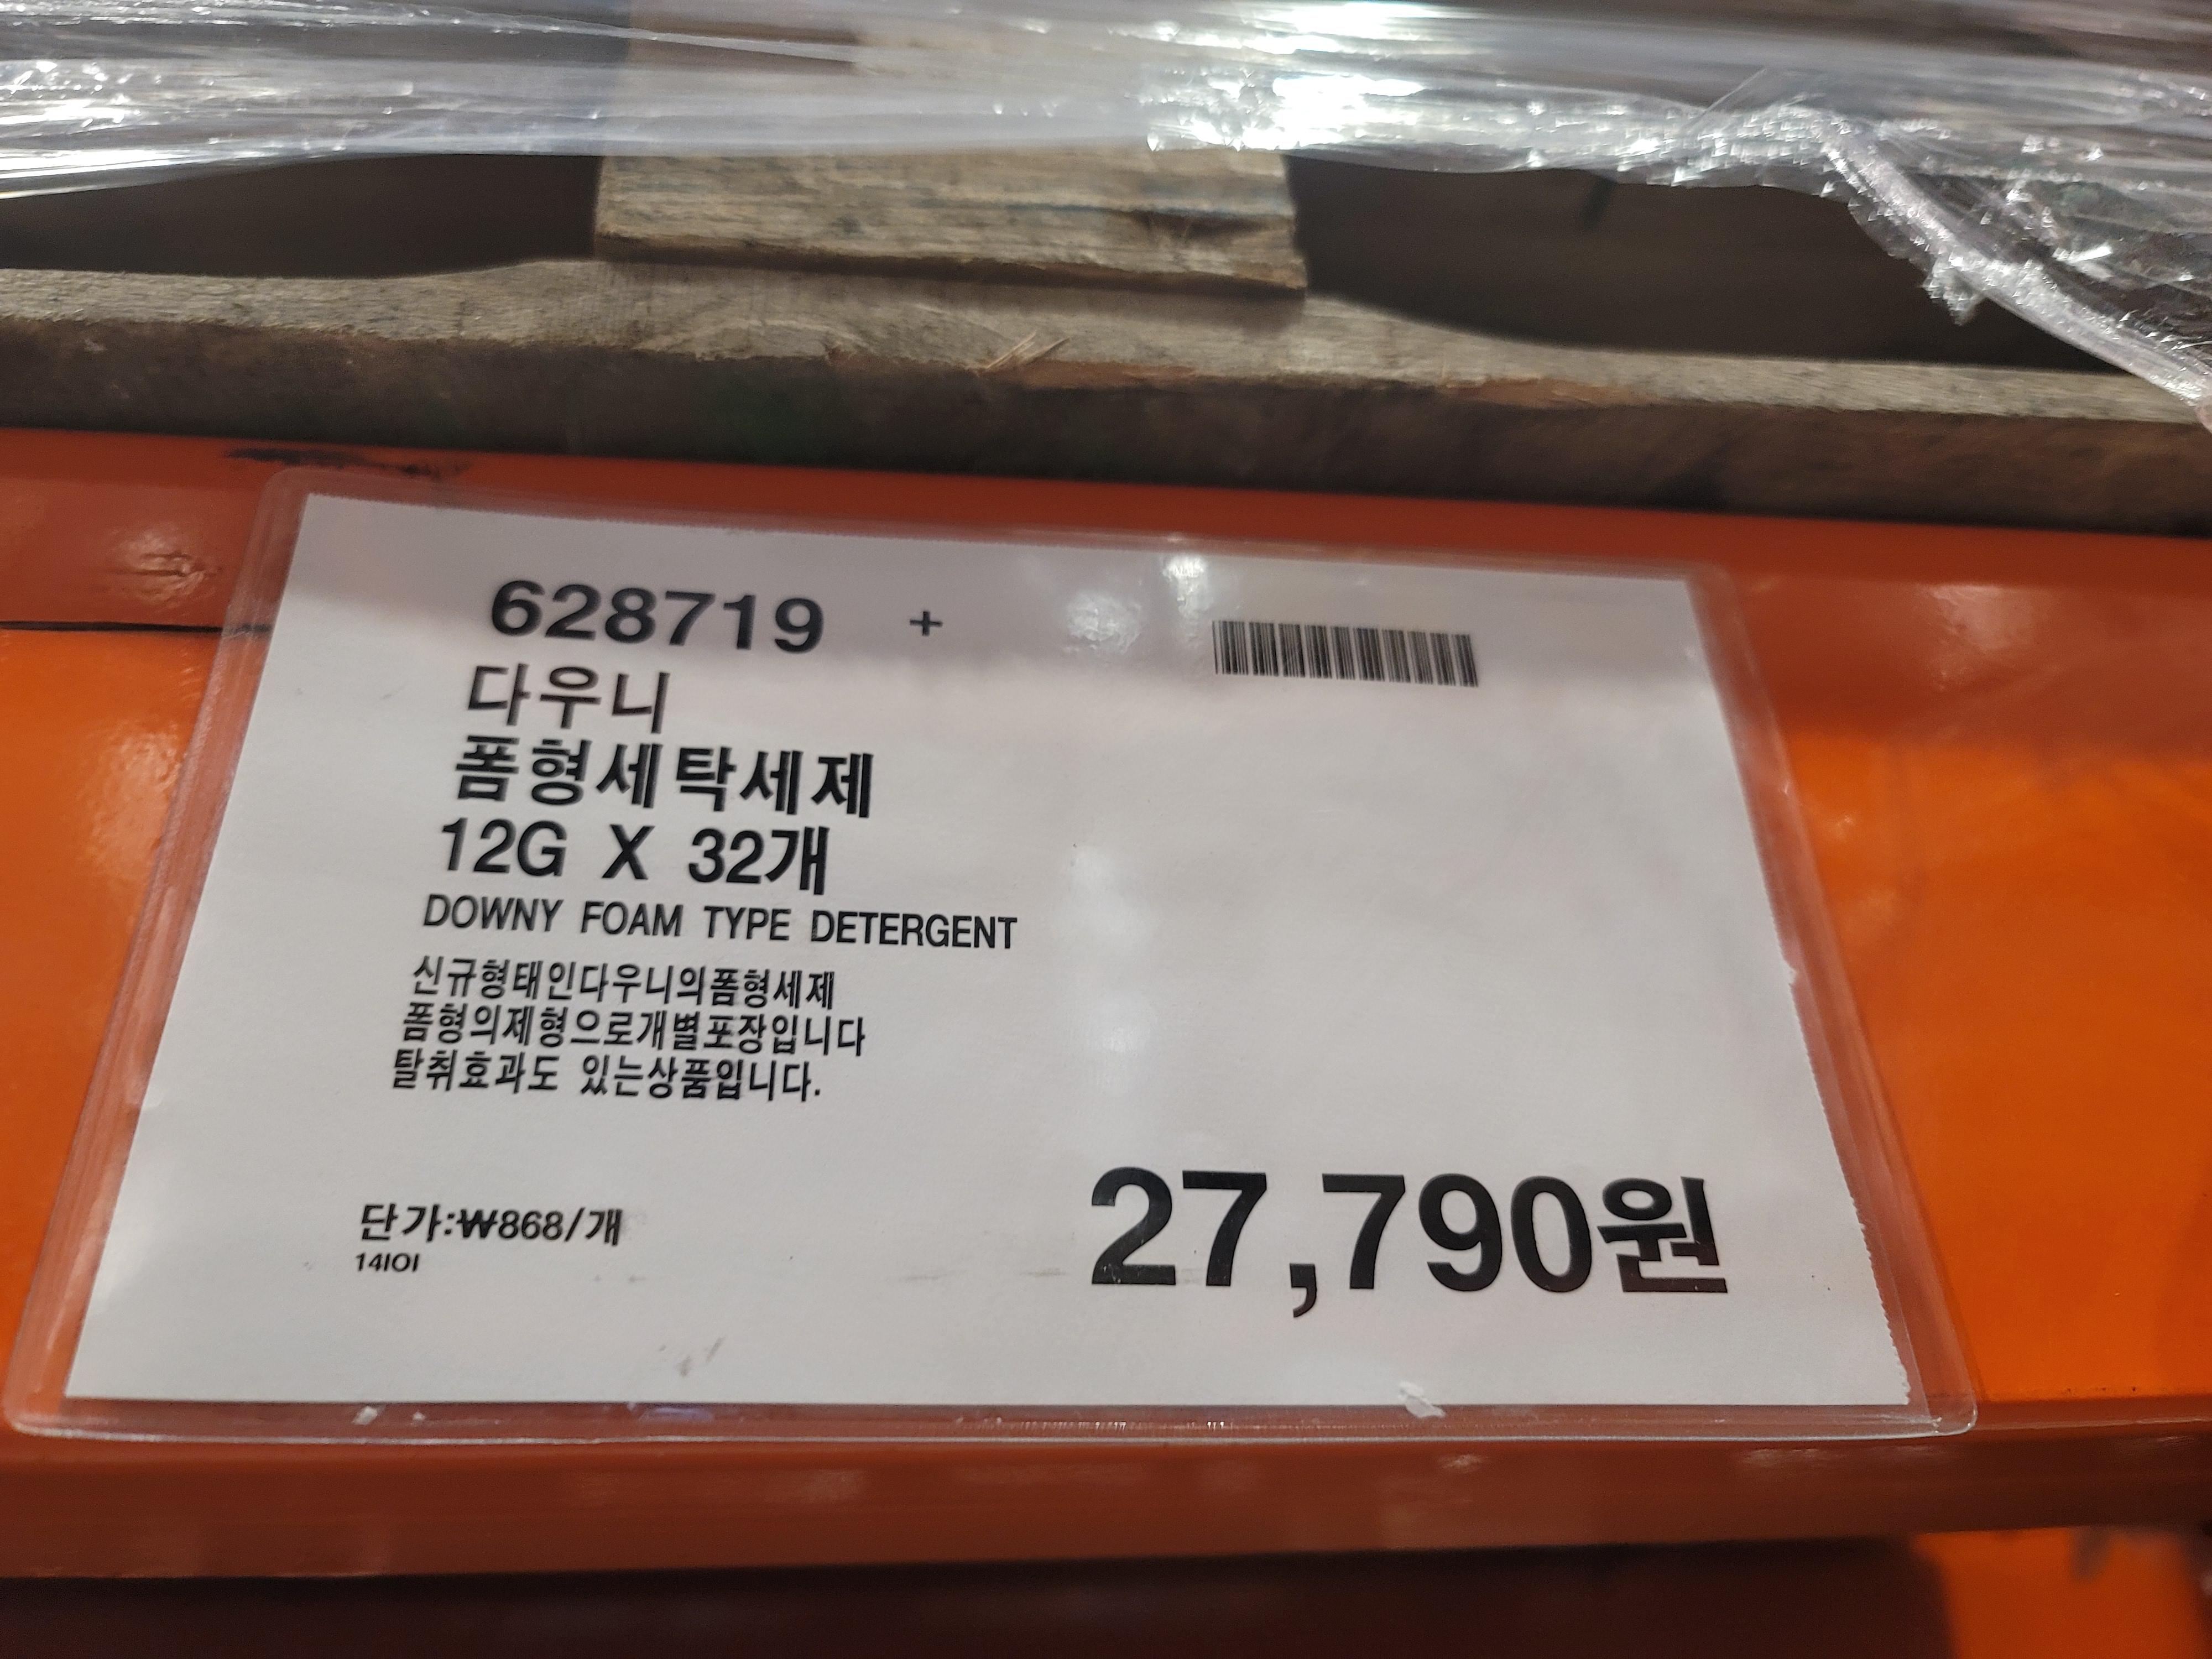 628719 +
다우니
폼형세탁세제
12G X 32개
DOWNY FOAM TYPE DETERGENT
신규형태인다우니의폼형세제
폼형의제형으로개별포장입니다
탈취효과도 있는상품입니다.
27,790원
단가:₩868/개
14IOI